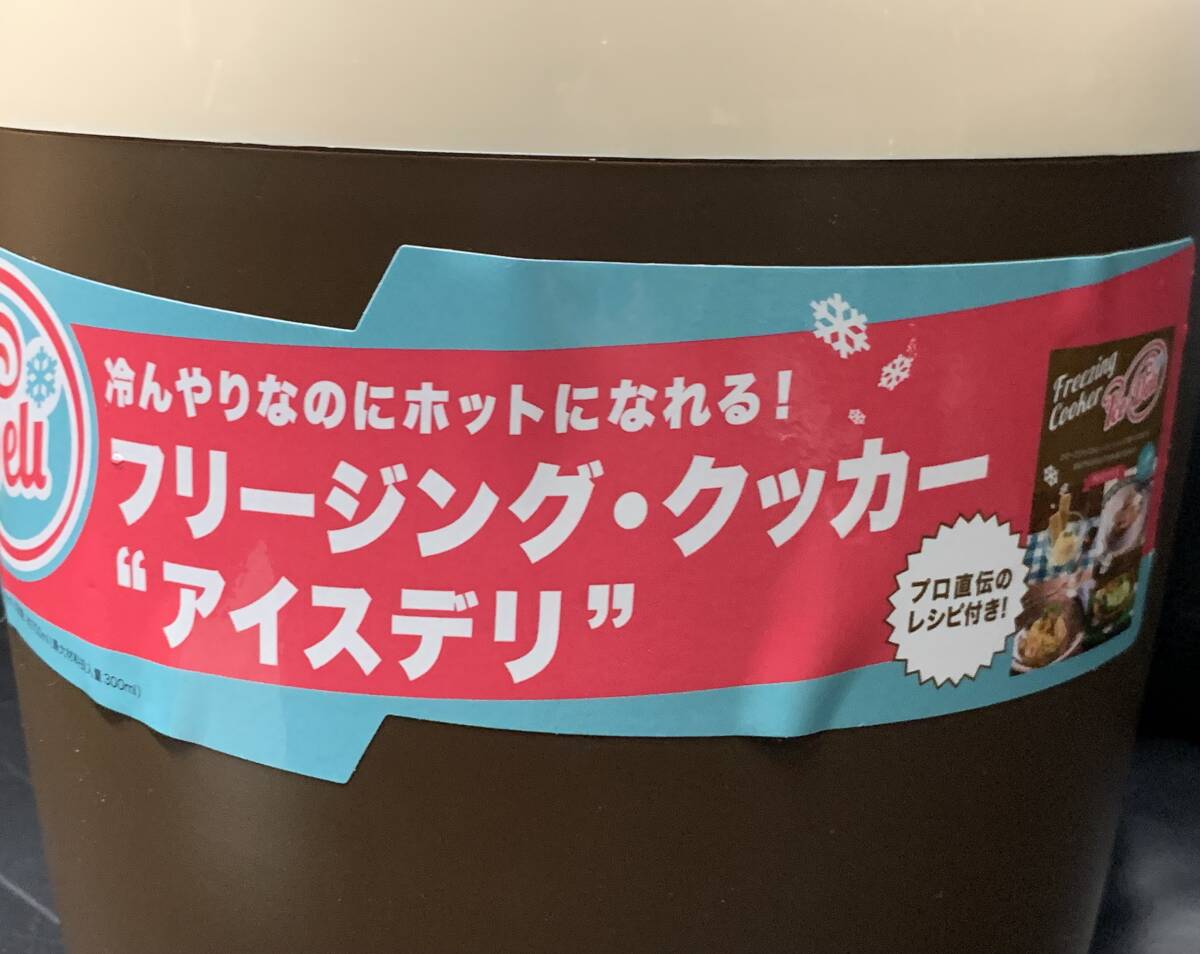 冷んやりなのにホットになれる!
フリージング・クッカー
“アイスデリ”
プロ直伝の
レシピ付き!
Freezing
Cooker
eli
300ml)